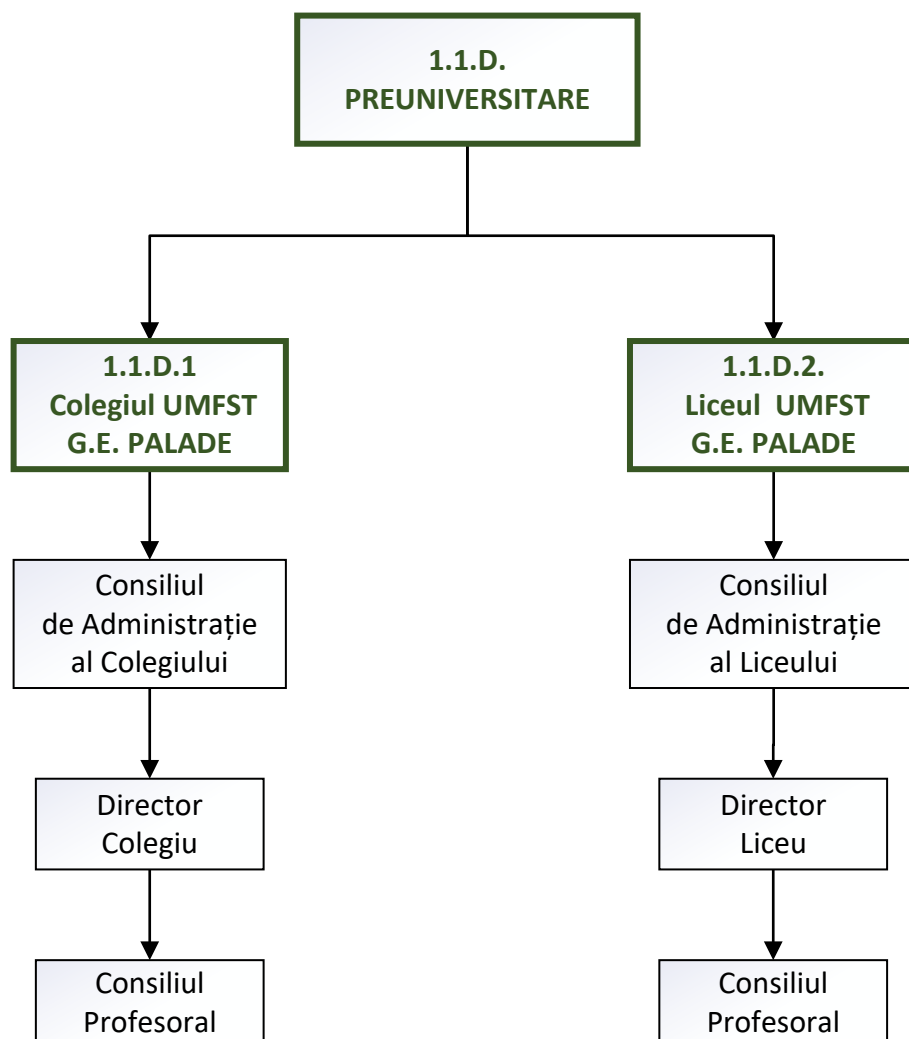 1.1.D.
PREUNIVERSITARE
1.1.D.1
Colegiul UMFST
G.E. PALADE
1.1.D.2.
Liceul UMFST
G.E. PALADE
Consiliul
de Administrație
al Colegiului
Consiliul
de Administrație
al Liceului
Director
Colegiu
Director
Liceu
Consiliul
Profesoral
Consiliul
Profesoral